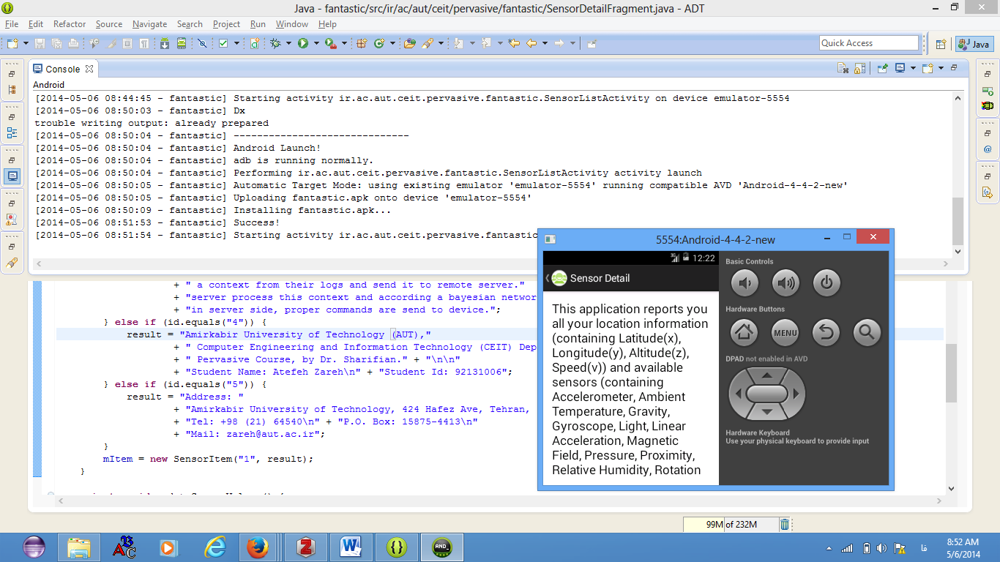 Java - fantastic/src/ir/ac/aut/ceit/pervasive/fantastic/SensorDetailFragment.java - ADT
File Edit Refactor Source Navigate Search Project Run Window Help
Quick Access
Java
Console
Android
[2014-05-06 08:44:45 - fantastic] Starting activity ir.ac.aut.ceit.pervasive.fantastic.SensorListActivity on device emulator-5554
[2014-05-06 08:50:03 - fantastic] Dx
trouble writing output: already prepared
[2014-05-06 08:50:04 - fantastic] ------------------------------
[2014-05-06 08:50:04 - fantastic] Android Launch!
[2014-05-06 08:50:04 - fantastic] adb is running normally.
[2014-05-06 08:50:04 - fantastic] Performing ir.ac.aut.ceit.pervasive.fantastic.SensorListActivity activity launch
[2014-05-06 08:50:05 - fantastic] Automatic Target Mode: using existing emulator 'emulator-5554' running compatible AVD 'Android-4-4-2-new'
[2014-05-06 08:50:05 - fantastic] Uploading fantastic.apk onto device 'emulator-5554'
[2014-05-06 08:50:09 - fantastic] Installing fantastic.apk...
[2014-05-06 08:51:53 - fantastic] Success!
[2014-05-06 08:51:54 - fantastic] Starting activity ir.ac.aut.ceit.pervasive.fantastic
+ " a context from their logs and send it to remote server."
+ "server process this context and according a bayesian networ
+ "in server side, proper commands are send to device.";
} else if (id.equals("4")) {
result = "Amirkabir University of Technology (AUT),"
+ " Computer Engineering and Information Technology (CEIT) Dep
+ " Pervasive Course, by Dr. Sharifian." + "\n\n"
+ "Student Name: Atefeh Zareh\n" + "Student Id: 92131006";
} else if (id.equals("5")) {
result = "Address: "
+ "Amirkabir University of Technology, 424 Hafez Ave, Tehran,
+ "Tel: +98 (21) 64540\n" + "P.O. Box: 15875-4413\n"
+ "Mail: zareh@aut.ac.ir";
}
mItem = new SensorItem("1", result);
}
5554:Android-4-4-2-new
3G 12:22
Sensor Detail
This application reports you
all your location information
(containing Latitude(x),
Longitude(y), Altitude(z),
Speed(v)) and available
sensors (containing
Accelerometer, Ambient
Temperature, Gravity,
Gyroscope, Light, Linear
Acceleration, Magnetic
Field, Pressure, Proximity,
Relative Humidity, Rotation
Basic Controls
Hardware Buttons
MENU
DPAD not enabled in AVD
Hardware Keyboard
Use your physical keyboard to provide input
99M of 232M
فا
8:52 AM
5/6/2014